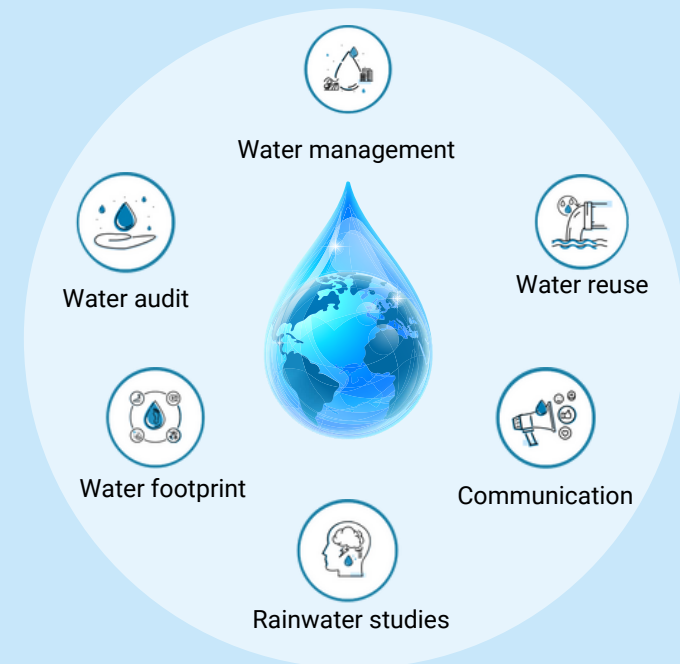 Water management
Water audit
Water reuse
Water footprint
Communication
Rainwater studies